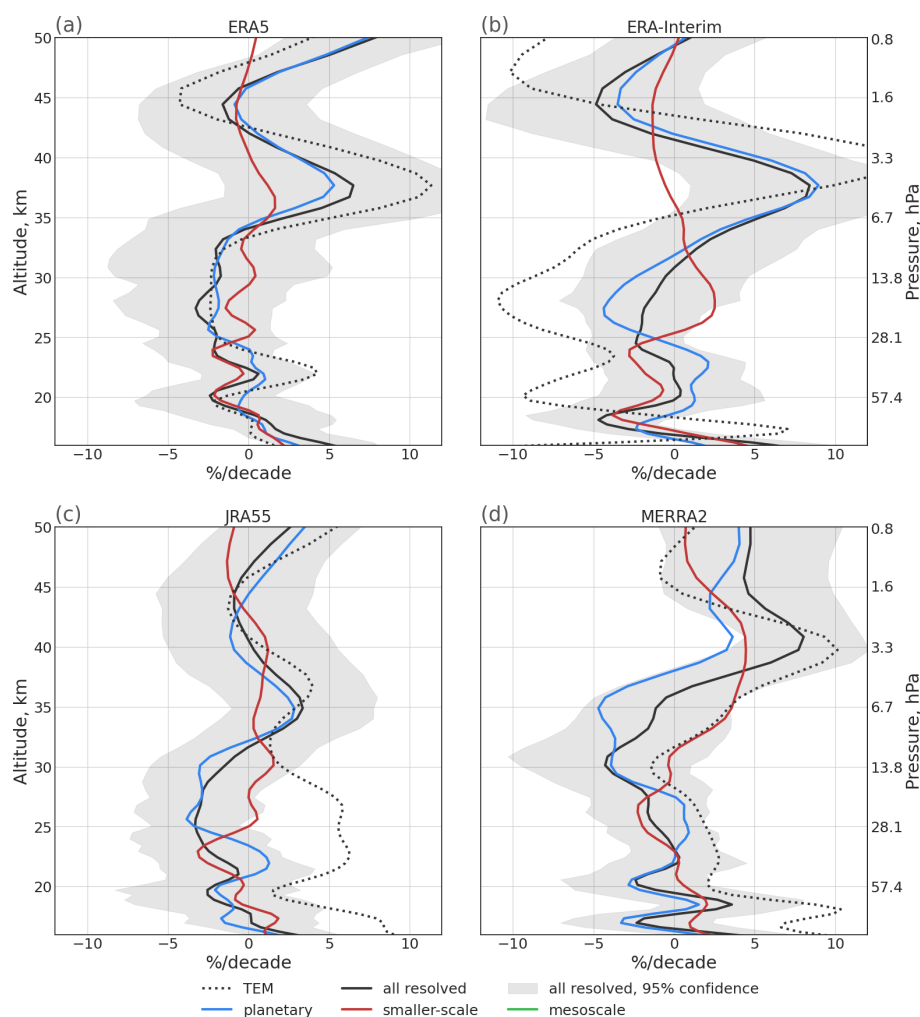 (a) ERA5
(b) ERA-Interim
50 0.8
45 1.6
40 3.3
35 6.7
30 13.8
25 28.1
20 57.4
Altitude, km
Pressure, hPa
−10 −5 0 5 10 −10 −5 0 5 10
%/decade %/decade
(c) JRA55
(d) MERRA2
50 0.8
45 1.6
40 3.3
35 6.7
30 13.8
25 28.1
20 57.4
Altitude, km
Pressure, hPa
−10 −5 0 5 10 −10 −5 0 5 10
%/decade %/decade
TEM all resolved all resolved, 95% confidence
planetary smaller-scale mesoscale